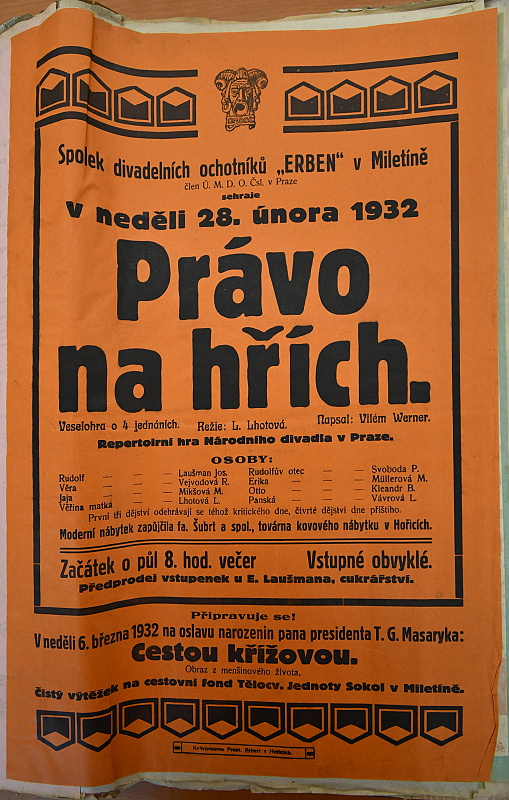 Spolek divadelních ochotníků „ERBEN“ v Miletíně
člen Ú. M. D. O. Čsl. v Praze
sehraje
v neděli 28. února 1932
Právo
na hřích.
Veselohra o 4 jednáních. Režie: L. Lhotová. Napsal: Vilém Werner.
Repertoirní hra Národního divadla v Praze.
OSOBY:
Rudolf — — — Laušman Jos. Rudolfův otec — — Svoboda P.
Věra — — — Vejvodová R. Erika — — Müllerová M.
Jaja — — — Mikšová M. Otto — — Kleandr B.
Věřina matka — — Lhotová L. Panská — — Vávrová L.
První tři dějství odehrávají se téhož kritického dne, čtvrté dějství dne příštího.
Moderní nábytek zapůjčila fa. Šubrt a spol., továrna kovového nábytku v Hořicích.
Začátek o půl 8. hod. večer Vstupné obvyklé.
Předprodej vstupenek u E. Laušmana, cukrářství.
Připravuje se!
V neděli 6. března 1932 na oslavu narozenin pana presidenta T. G. Masaryka:
Cestou křížovou.
Obraz z menšinového života.
čistý výtěžek na cestovní fond Tělocv. Jednoty Sokol v Miletíně.
Knihtiskárna Frant. Erbert v Hořicích.